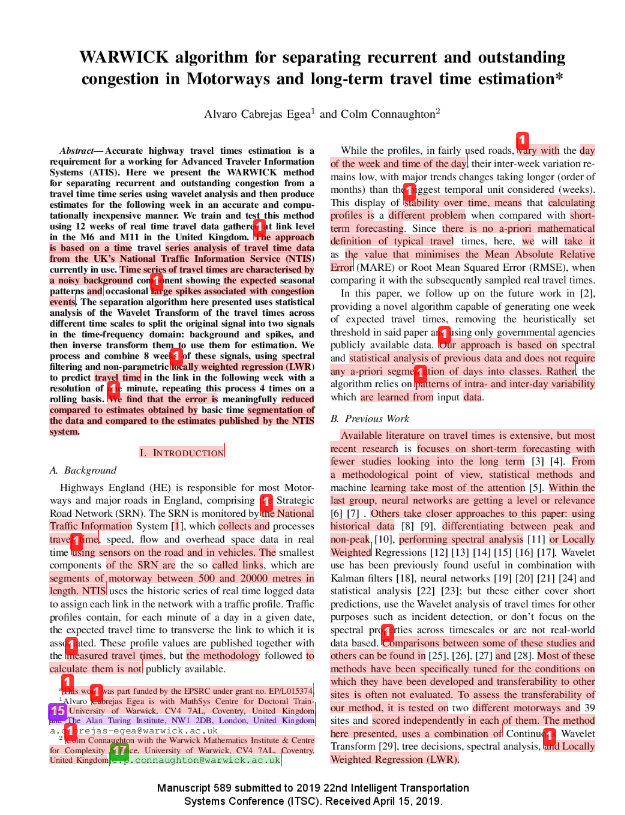 WARWICK algorithm for separating recurrent and outstanding
congestion in Motorways and long-term travel time estimation*
Alvaro Cabrejas Egea1 and Colm Connaughton2
Abstract— Accurate highway travel times estimation is a
requirement for a working for Advanced Traveler Information
Systems (ATIS). Here we present the WARWICK method
for separating recurrent and outstanding congestion from a
travel time time series using wavelet analysis and then produce
estimates for the following week in an accurate and compu-
tationally inexpensive manner. We train and test this method
using 12 weeks of real time travel data gathered at link level
in the M6 and M11 in the United Kingdom. The approach
is based on a time travel series analysis of travel time data
from the UK's National Traffic Information Service (NTIS)
currently in use. Time series of travel times are characterised by
a noisy background component showing the expected seasonal
patterns and occasional large spikes associated with congestion
events. The separation algorithm here presented uses statistical
analysis of the Wavelet Transform of the travel times across
different time scales to split the original signal into two signals
in the time-frequency domain: background and spikes, and
then inverse transform them to use them for estimation. We
process and combine 8 weeks of these signals, using spectral
filtering and non-parametric locally weighted regression (LWR)
to predict travel time in the link in the following week with a
resolution of 1 minute, repeating this process 4 times on a
rolling basis. We find that the error is meaningfully reduced
compared to estimates obtained by basic time segmentation of
the data and compared to the estimates published by the NTIS
system.
I. INTRODUCTION
A. Background
Highways England (HE) is responsible for most Motor-
ways and major roads in England, comprising Strategic
Road Network (SRN). The SRN is monitored by the National
Traffic Information System [1], which collects and processes
travel time, speed, flow and overhead space data in real
time using sensors on the road and in vehicles. The smallest
components of the SRN are the so called links, which are
segments of motorway between 500 and 20000 metres in
length. NTIS uses the historic series of real time logged data
to assign each link in the network with a traffic profile. Traffic
profiles contain, for each minute of a day in a given date,
the expected travel time to transverse the link to which it is
associated. These profile values are published together with
the measured travel times, but the methodology followed to
calculate them is not publicly available.
*This work was part funded by the EPSRC under grant no. EP/L015374
1Alvaro Cabrejas Egea is with MathSys Centre for Doctoral Train-
University of Warwick, CV4 7AL, Coventry, United Kingdom
The Alan Turing Institute, NW1 2DB, London, United Kingdom
a.cabrejas-egea@warwick.ac.uk
2Colm Connaughton with the Warwick Mathematics Institute & Centre
for Complexity Science, University of Warwick, CV4 7AL, Coventry,
United Kingdom c.p.connaughton@warwick.ac.uk
While the profiles, in fairly used roads, vary with the day
of the week and time of the day, their inter-week variation re-
mains low, with major trends changes taking longer (order of
months) than the biggest temporal unit considered (weeks).
This display of stability over time, means that calculating
profiles is a different problem when compared with short-
term forecasting. Since there is no a-priori mathematical
definition of typical travel times, here, we will take it
as the value that minimises the Mean Absolute Relative
Error (MARE) or Root Mean Squared Error (RMSE), when
comparing it with the subsequently sampled real travel times.
In this paper, we follow up on the future work in [2],
providing a novel algorithm capable of generating one week
of expected travel times, removing the heuristically set
threshold in said paper and using only governmental agencies
publicly available data. Our approach is based on spectral
and statistical analysis of previous data and does not require
any a-priori segmentation of days into classes. Rather, the
algorithm relies on patterns of intra- and inter-day variability
which are learned from input data.
B. Previous Work
Available literature on travel times is extensive, but most
recent research is focuses on short-term forecasting with
fewer studies looking into the long term [3] [4]. From
a methodological point of view, statistical methods and
machine learning take most of the attention [5]. Within the
last group, neural networks are getting a level or relevance
[6] [7] . Others take other approaches to this paper: using
historical data [8] [9], differentiating between peak and
non-peak [10], performing spectral analysis [11] or Locally
Weighted Regressions [12] [13] [14] [15] [16] [17]. Wavelet
use has been previously found useful in combination with
Kalman filters [18], neural networks [19] [20] [21] [24] and
statistical analysis [22] [23]; but these either cover short
predictions, use the Wavelet analysis of travel times for other
purposes such as incident detection, or don't focus on the
spectral properties across timescales or are not real-world
data based. Comparisons between some of these studies and
others can be found in [25], [26], [27] and [28]. Most of these
methods have been specifically tuned for the conditions on
which they were developed and transferability to other
sites is often not evaluated. To assess the transferability of
our method, it is tested on two different motorways and 39
sites and scored independently in each of them. The method
here presented, uses a combination of Continuous Wavelet
Transform [29], tree decisions, spectral analysis, and Locally
Weighted Regression (LWR).
Manuscript 589 submitted to 2019 22nd Intelligent Transportation
Systems Conference (ITSC). Received April 15, 2019.